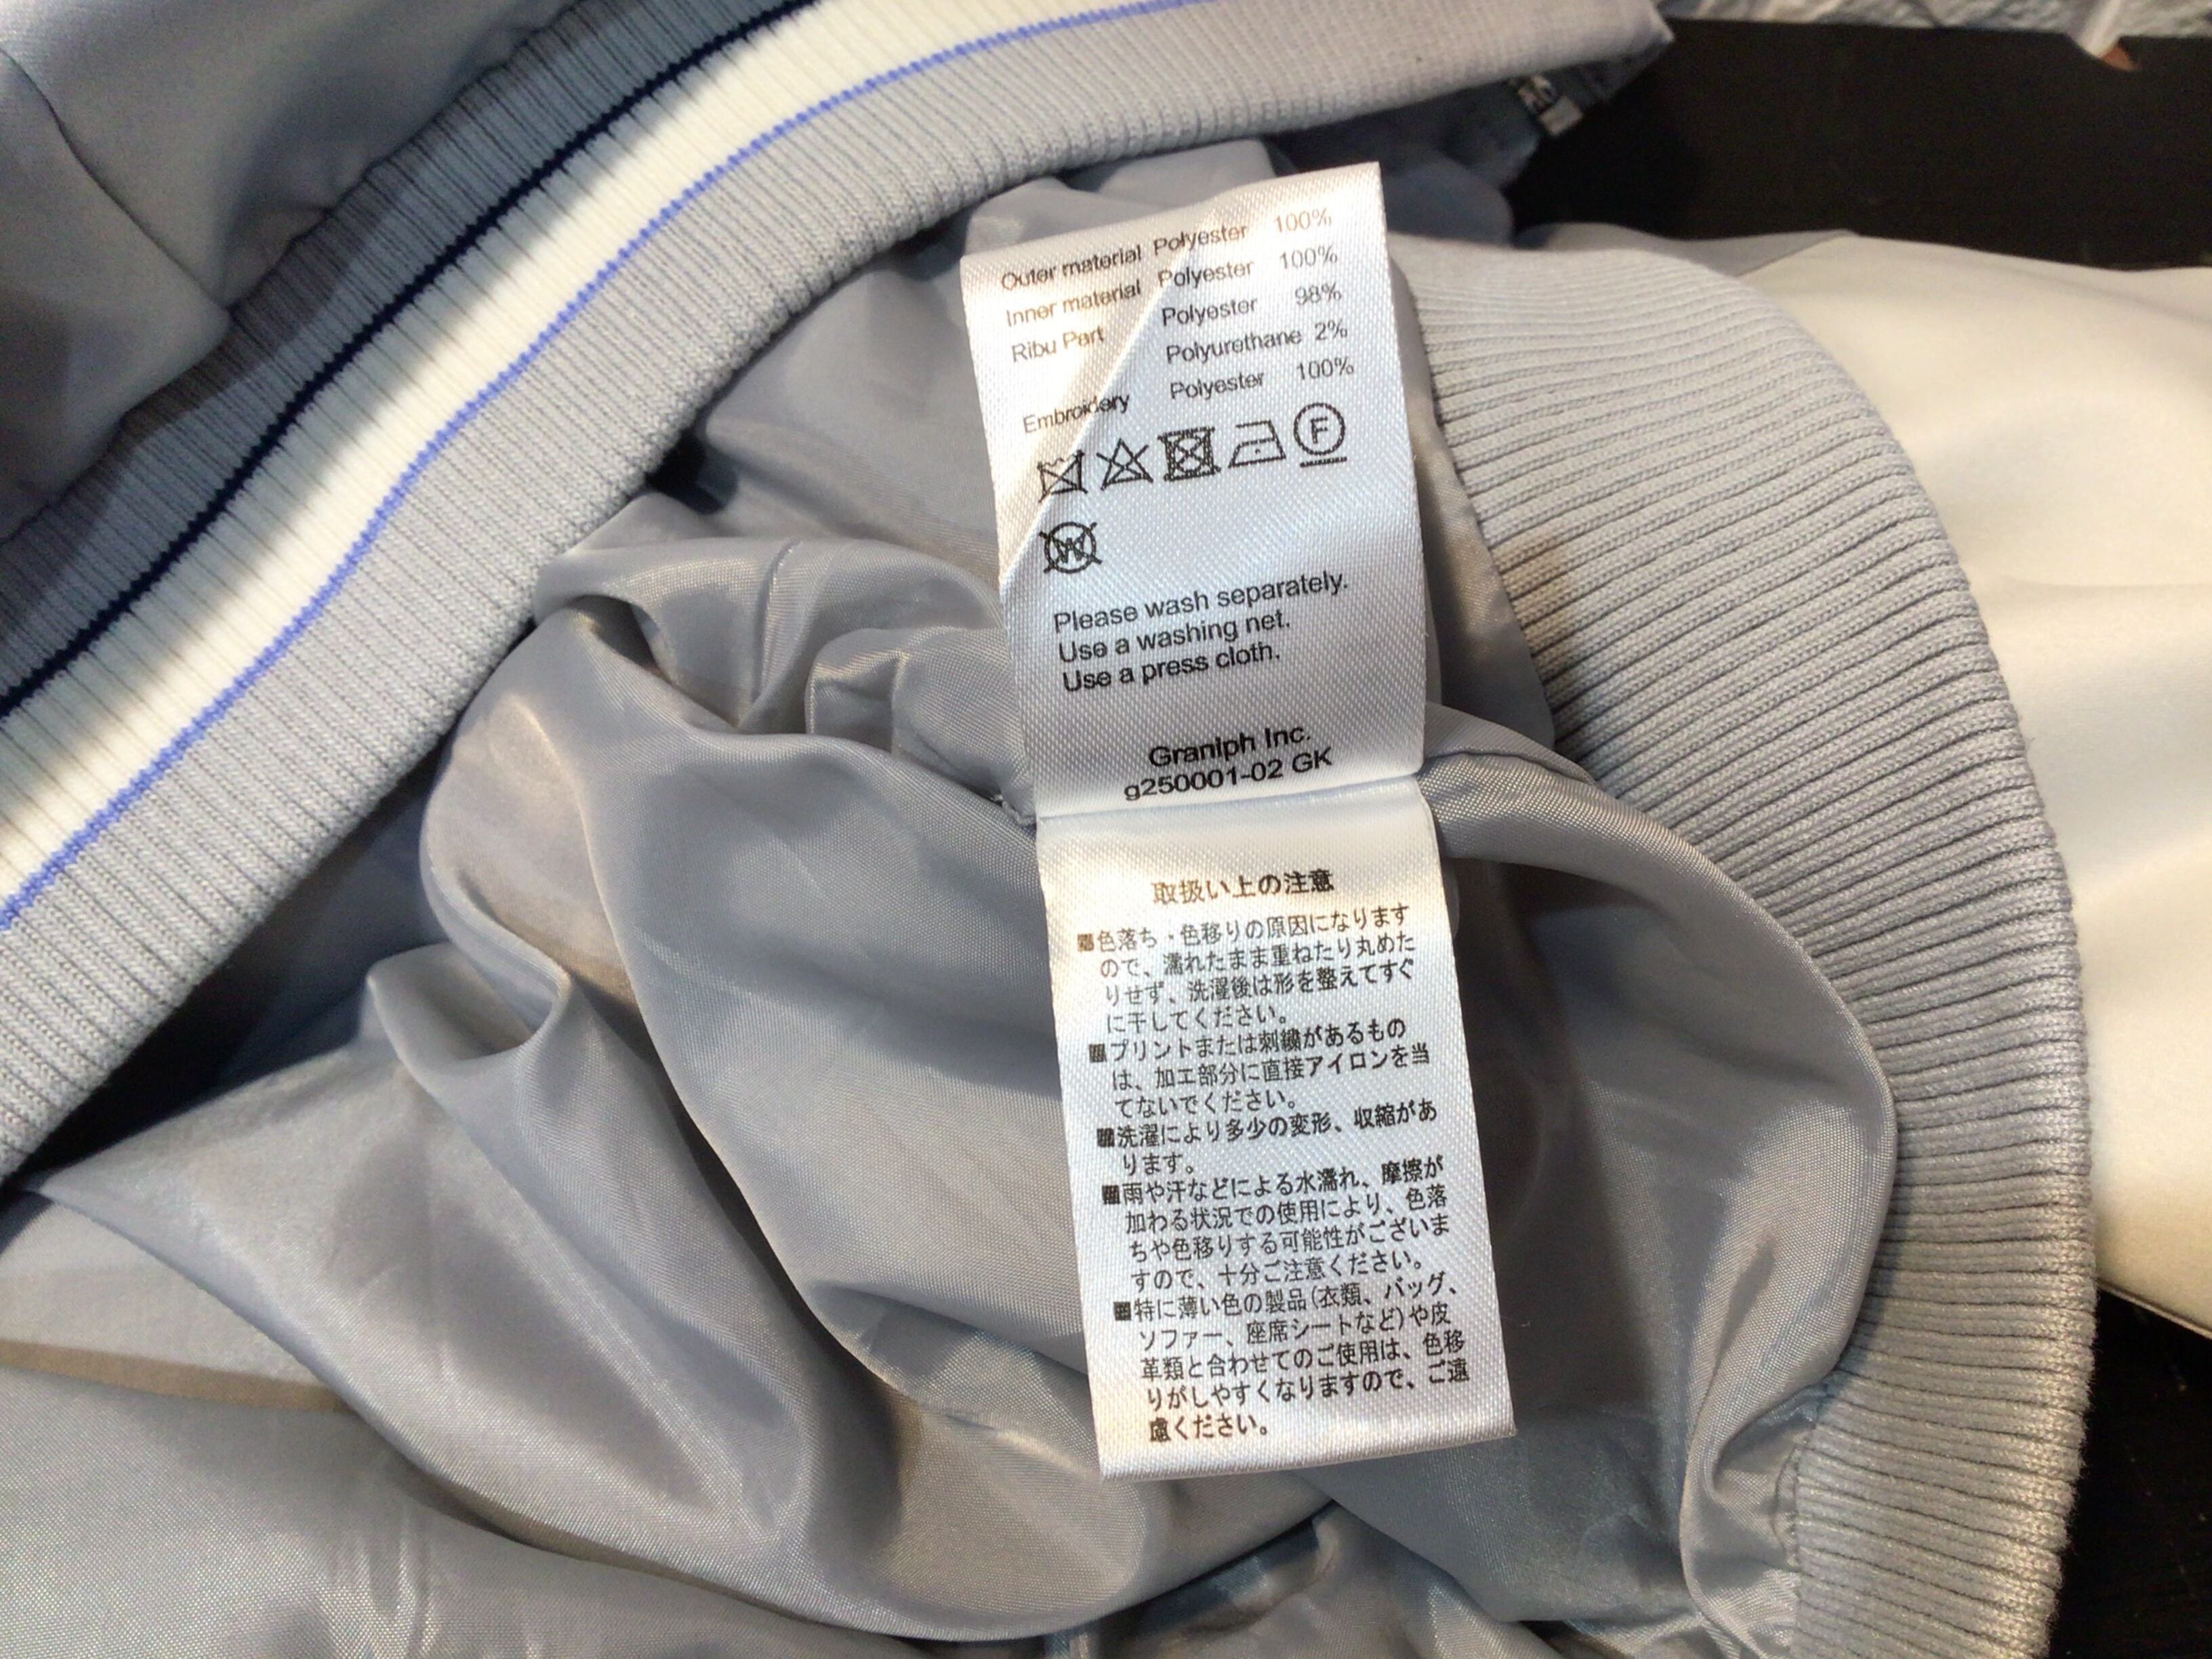 Outer material Polyester 100%
Inner material Polyester 100%
Ribu Part Polyester 98%
Polyurethane 2%
Embroidery Polyester 100%
F
W
Please wash separately.
Use a washing net.
Use a press cloth.
Graniph Inc.
g250001-02 GK
取扱い上の注意
■色落ち・色移りの原因になります
ので、濡れたまま重ねたり丸めた
りせず、洗濯後は形を整えてすぐ
に干してください。
■プリントまたは刺繍があるもの
は、加工部分に直接アイロンを当
てないでください。
■洗濯により多少の変形、収縮があ
ります。
■雨や汗などによる水濡れ、摩擦が
加わる状況での使用により、色落
ちや色移りする可能性がございま
すので、十分ご注意ください。
■特に薄い色の製品(衣類、バッグ、
ソファー、座席シートなど)や皮
革類と合わせてのご使用は、色移
りがしやすくなりますので、ご遠
慮ください。